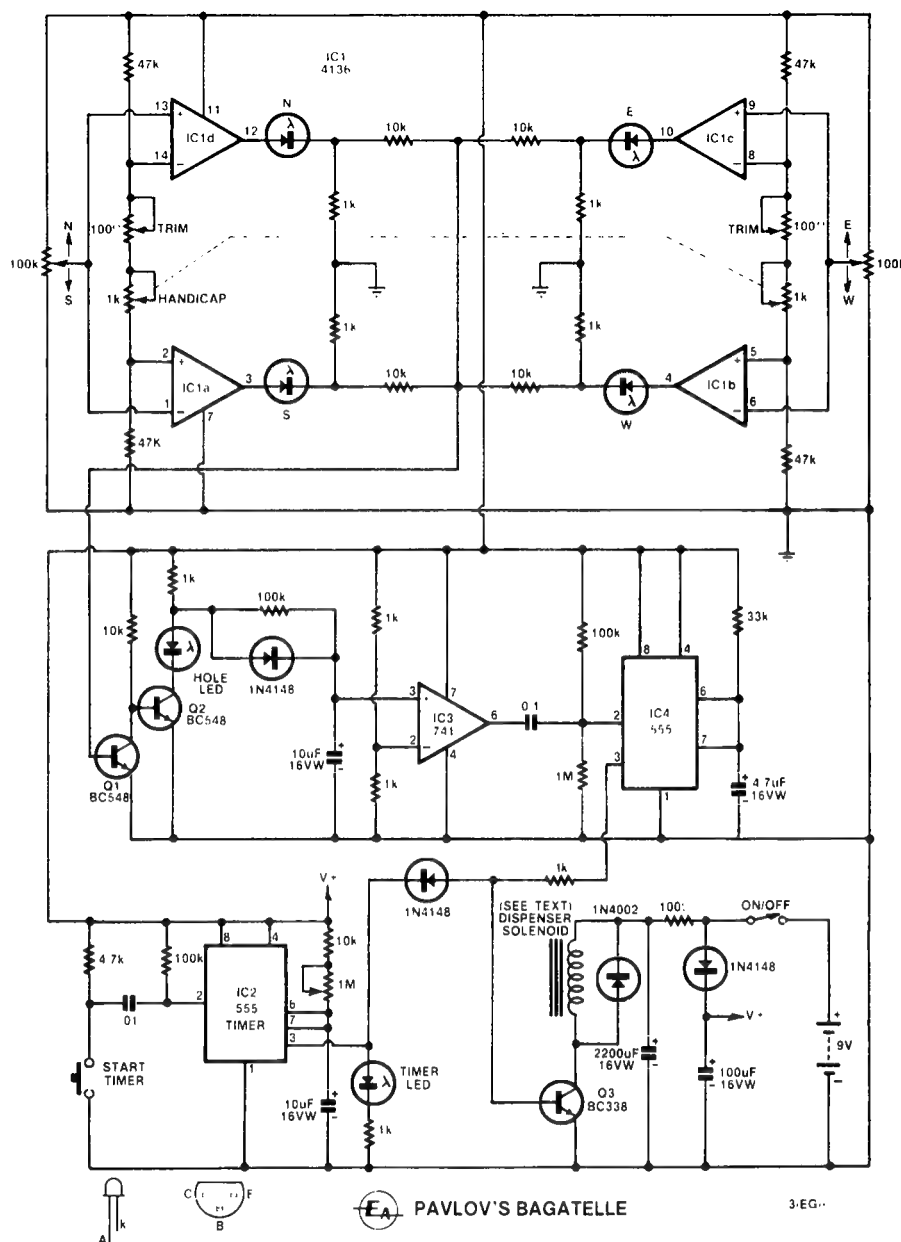 47k
IC1
4136
47k
N
E
13
11
12
10k
10k
10
9
+
IC1d
λ
λ
IC1c
+
14
−
8
−
1k
1k
N
100''
TRIM
TRIM
100''
E
100k
S
1k
HANDICAP
1k
W
1k
1k
2
+
IC1a
3
λ
10k
10k
λ
4
IC1b
5
+
1
−
7
S
W
6
−
47K
47k
1k
100k
1k
100k
33k
10k
λ
HOLE
LED
1N4148
8
4
Q2
BC548
3
+
IC3
741
7
6
0 1
2
IC4
555
6
2
−
4
3
7
Q1
BC548
10uF
16VW
+
−
1k
1M
1
4.7uF
16VW
+
−
1N4148
1k
V+
(SEE TEXT)
DISPENSER
SOLENOID
1N4002
ON/OFF
4.7k
100k
8
4
10k
1N4148
01
2
IC2
555
TIMER
6
7
3
1M
V+
+
9V
−
START
TIMER
1
10uF
16VW
+
−
λ
TIMER
LED
1k
Q3
BC338
2200uF
16VW
+
100uF
16VW
+
−
A
k
C
B
EA
PAVLOV'S BAGATELLE